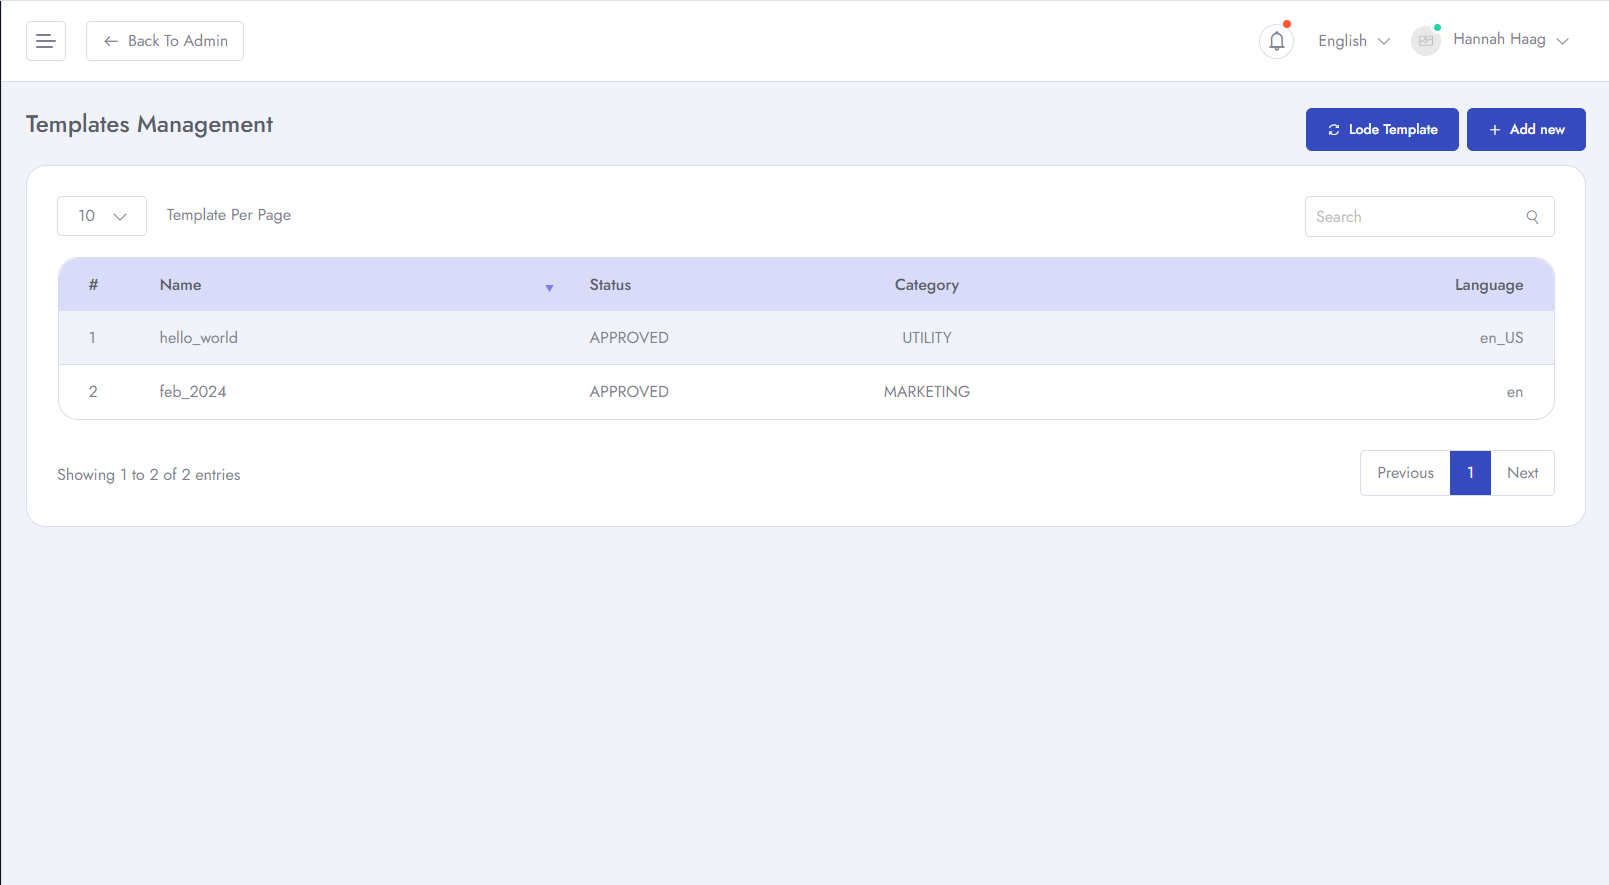 Back To Admin
English
Hannah Haag
Templates Management
Lode Template
+ Add new
10
Template Per Page
Search
# Name Status Category Language
1 hello_world APPROVED UTILITY en_US
2 feb_2024 APPROVED MARKETING en
Showing 1 to 2 of 2 entries
Previous 1 Next